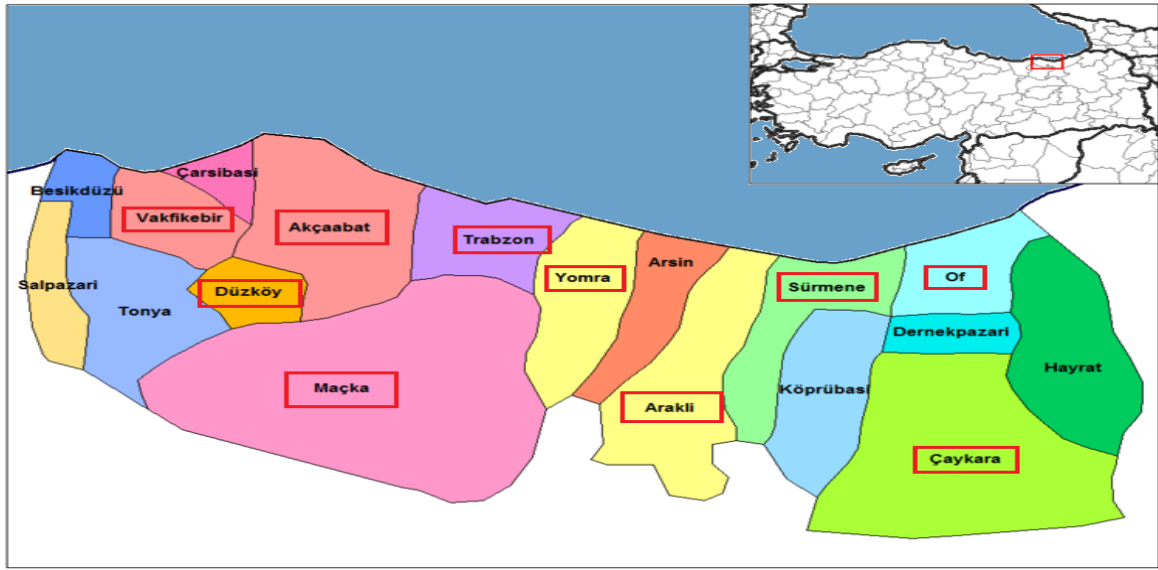 Çarsibasi
Besikdüzü
Vakfikebir
Akçaabat
Trabzon
Arsin
Yomra
Of
Salpazari
Düzköy
Sürmene
Tonya
Dernekpazari
Hayrat
Maçka
Köprübasi
Arakli
Çaykara